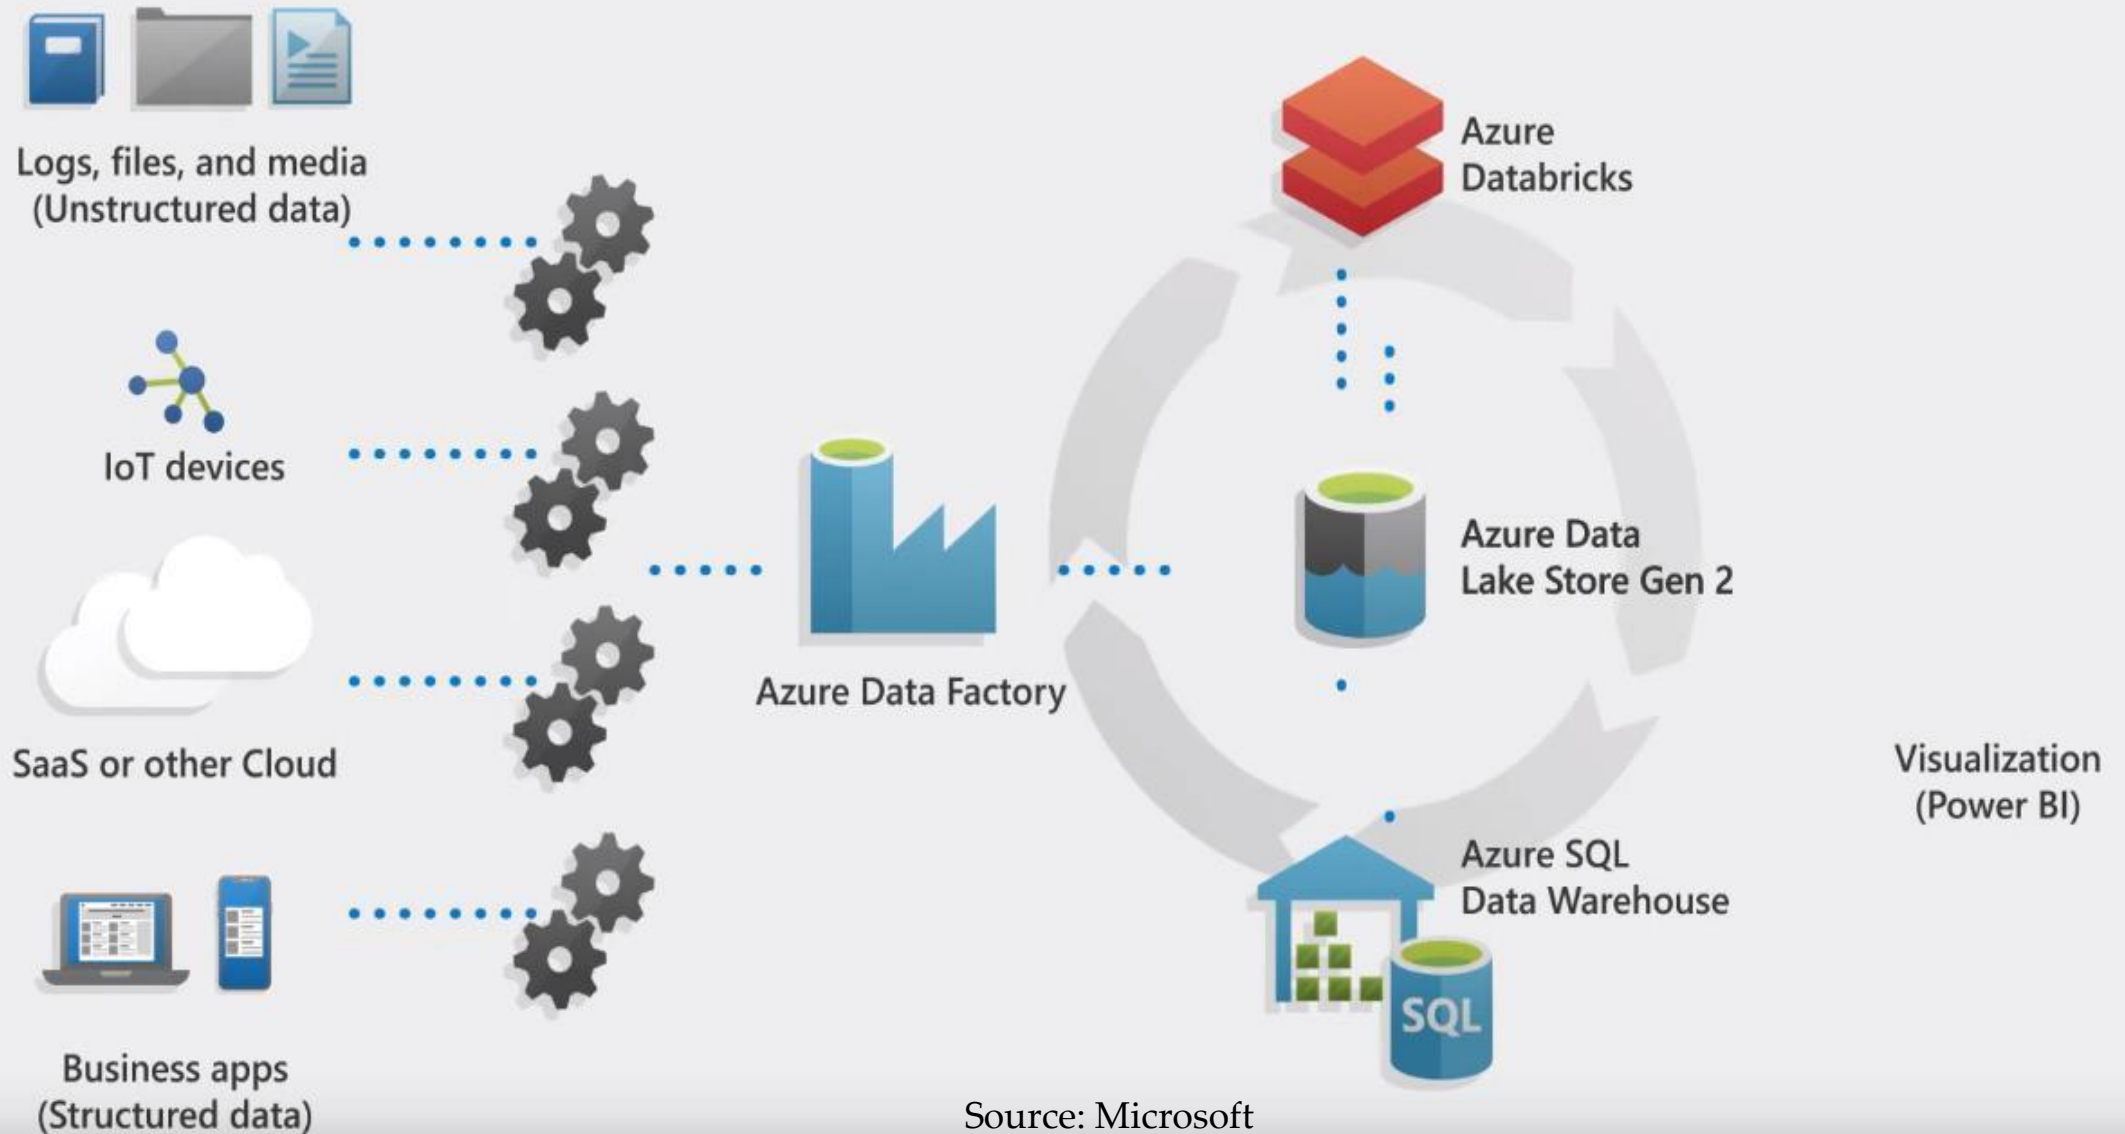 Logs, files, and media
(Unstructured data)
IoT devices
SaaS or other Cloud
Business apps
(Structured data)
Azure Data Factory
Azure
Databricks
Azure Data
Lake Store Gen 2
Azure SQL
Data Warehouse
SQL
Visualization
(Power BI)
Source: Microsoft